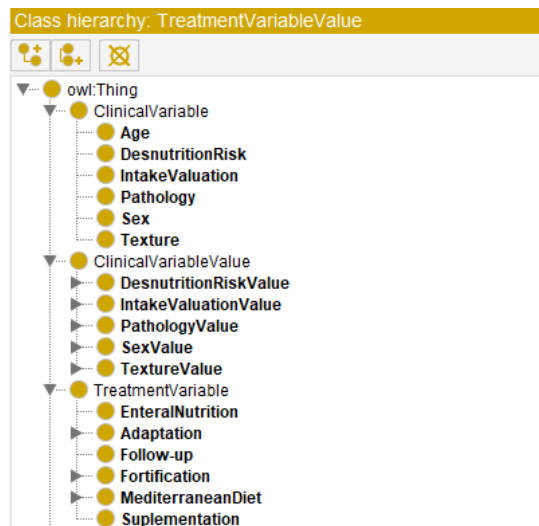 Class hierarchy: TreatmentVariableValue
owl:Thing
ClinicalVariable
Age
DesnutritionRisk
IntakeValuation
Pathology
Sex
Texture
ClinicalVariableValue
DesnutritionRiskValue
IntakeValuationValue
PathologyValue
SexValue
TextureValue
TreatmentVariable
EnteralNutrition
Adaptation
Follow-up
Fortification
MediterraneanDiet
Suplementation